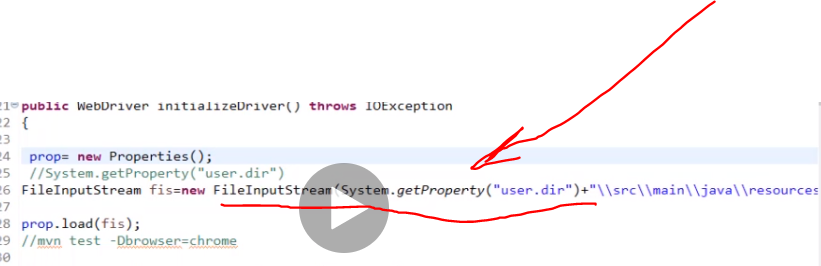 21 public WebDriver initializeDriver() throws IOException
22 {
23
24 prop= new Properties();
25 //System.getProperty("user.dir")
26 FileInputStream fis=new FileInputStream(System.getProperty("user.dir")+"\\src\\main\\java\\resources
27
28 prop.load(fis);
29 //mvn test -Dbrowser=chrome
30